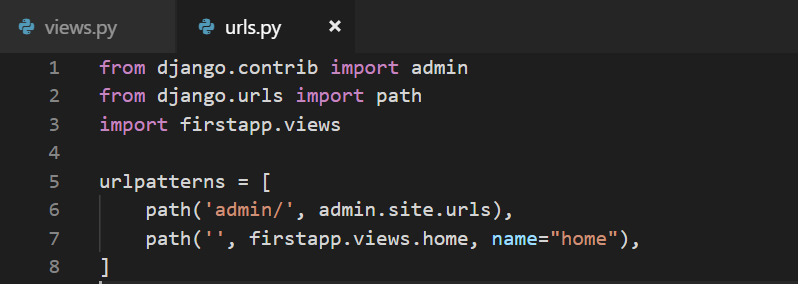 views.py urls.py ×
1 from django.contrib import admin
2 from django.urls import path
3 import firstapp.views
4
5 urlpatterns = [
6     path('admin/', admin.site.urls),
7     path('', firstapp.views.home, name="home"),
8 ]